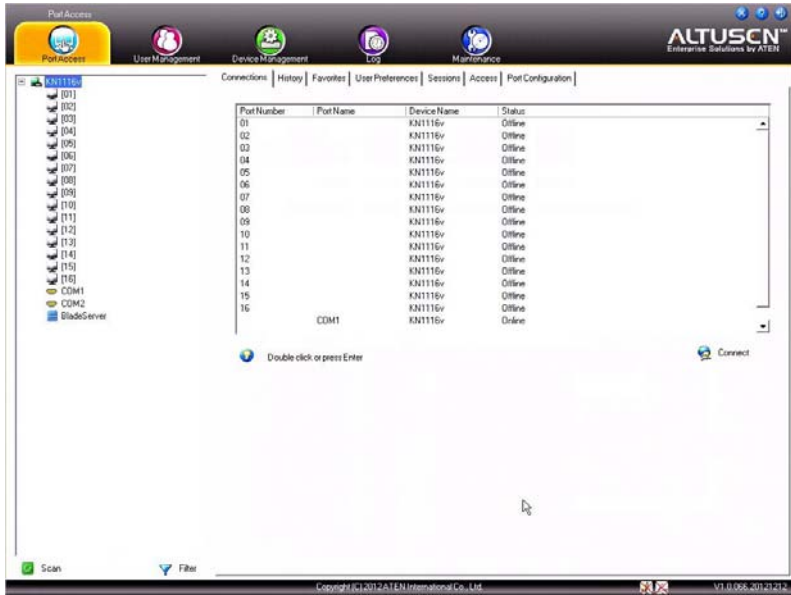 Port Access
ALTUSEN™
Enterprise Solutions by ATEN
Port Access
User Management
Device Management
Log
Maintenance
Connections
History
Favorites
User Preferences
Sessions
Access
Port Configuration
KN1116v
[01]
[02]
[03]
[04]
[05]
[06]
[07]
[08]
[09]
[10]
[11]
[12]
[13]
[14]
[15]
[16]
COM1
COM2
BladeServer
Port Number Port Name Device Name Status
01 KN1116v Offline
02 KN1116v Offline
03 KN1116v Offline
04 KN1116v Offline
05 KN1116v Offline
06 KN1116v Offline
07 KN1116v Offline
08 KN1116v Offline
09 KN1116v Offline
10 KN1116v Offline
11 KN1116v Offline
12 KN1116v Offline
13 KN1116v Offline
14 KN1116v Offline
15 KN1116v Offline
16 KN1116v Offline
COM1 KN1116v Online
Double click or press Enter
Connect
Scan
Filter
Copyright (C) 2012 ATEN International Co., Ltd.
V1.0.066.20121212